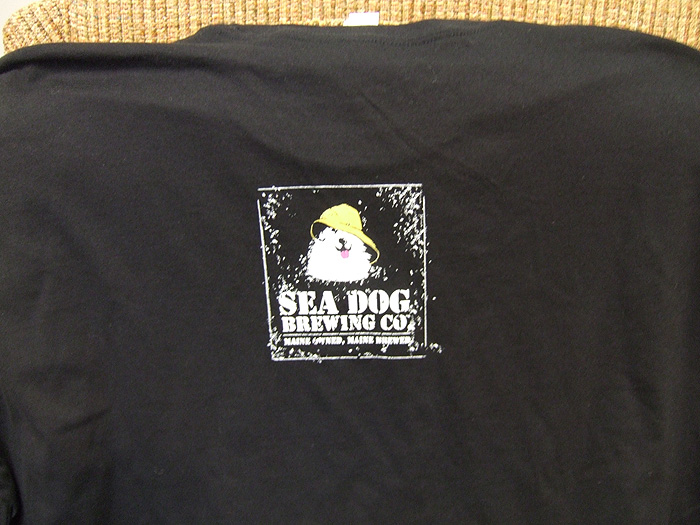 SEA DOG
BREWING CO.
MAINE OWNED, MAINE BREWED